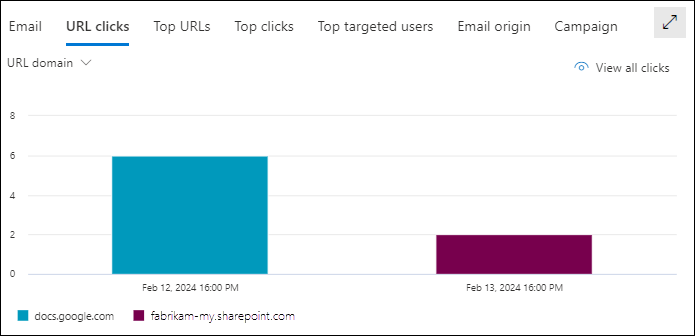 Email URL clicks Top URLs Top clicks Top targeted users Email origin Campaign
URL domain
View all clicks
8
6
4
2
0
Feb 12, 2024 16:00 PM Feb 13, 2024 16:00 PM
docs.google.com fabrikam-my.sharepoint.com